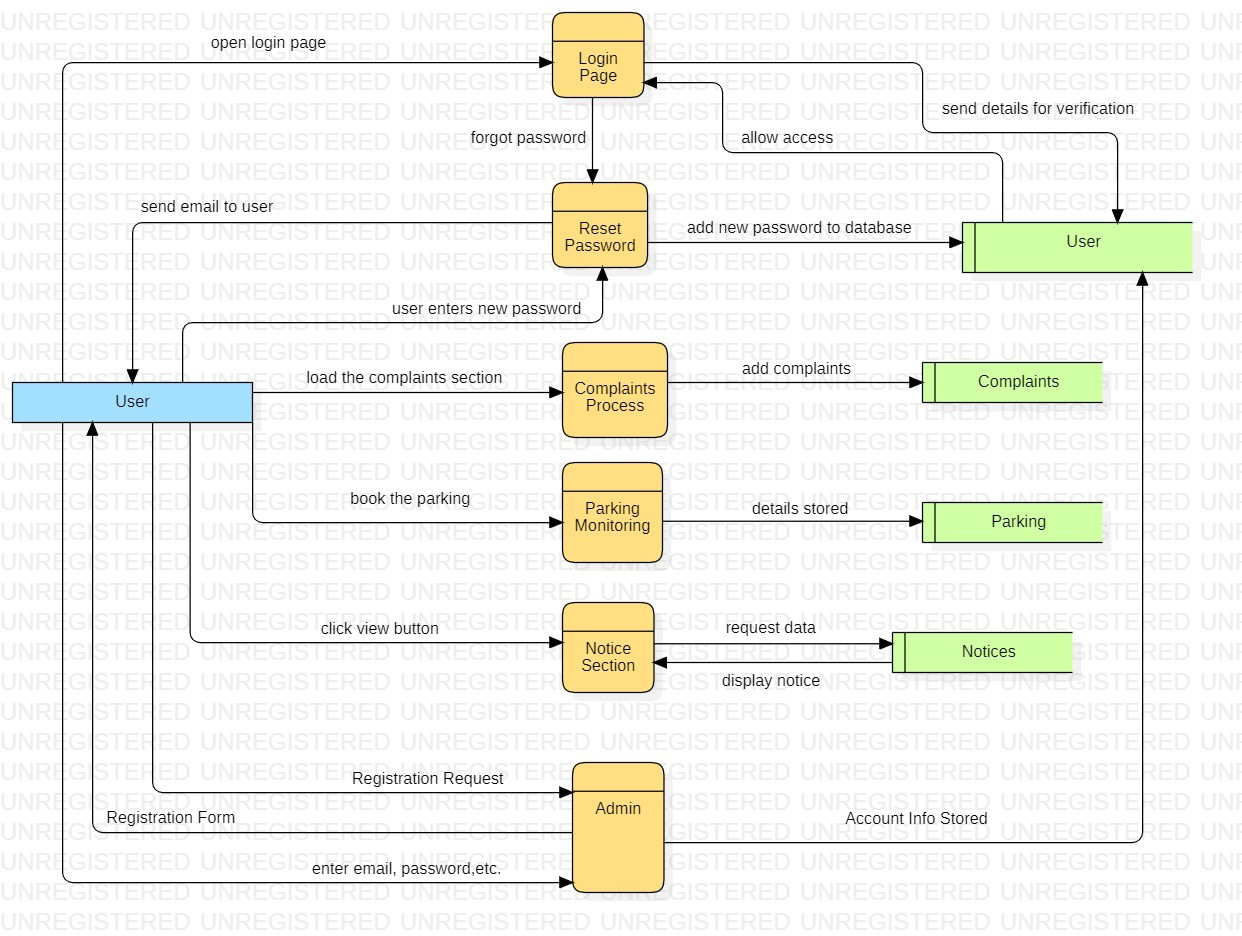 open login page
Login
Page
send details for verification
forgot password
allow access
send email to user
Reset
Password
add new password to database
User
user enters new password
load the complaints section
Complaints
Process
add complaints
Complaints
User
book the parking
Parking
Monitoring
details stored
Parking
click view button
Notice
Section
request data
Notices
display notice
Registration Request
Admin
Registration Form
Account Info Stored
enter email, password,etc.
UNREGISTERED